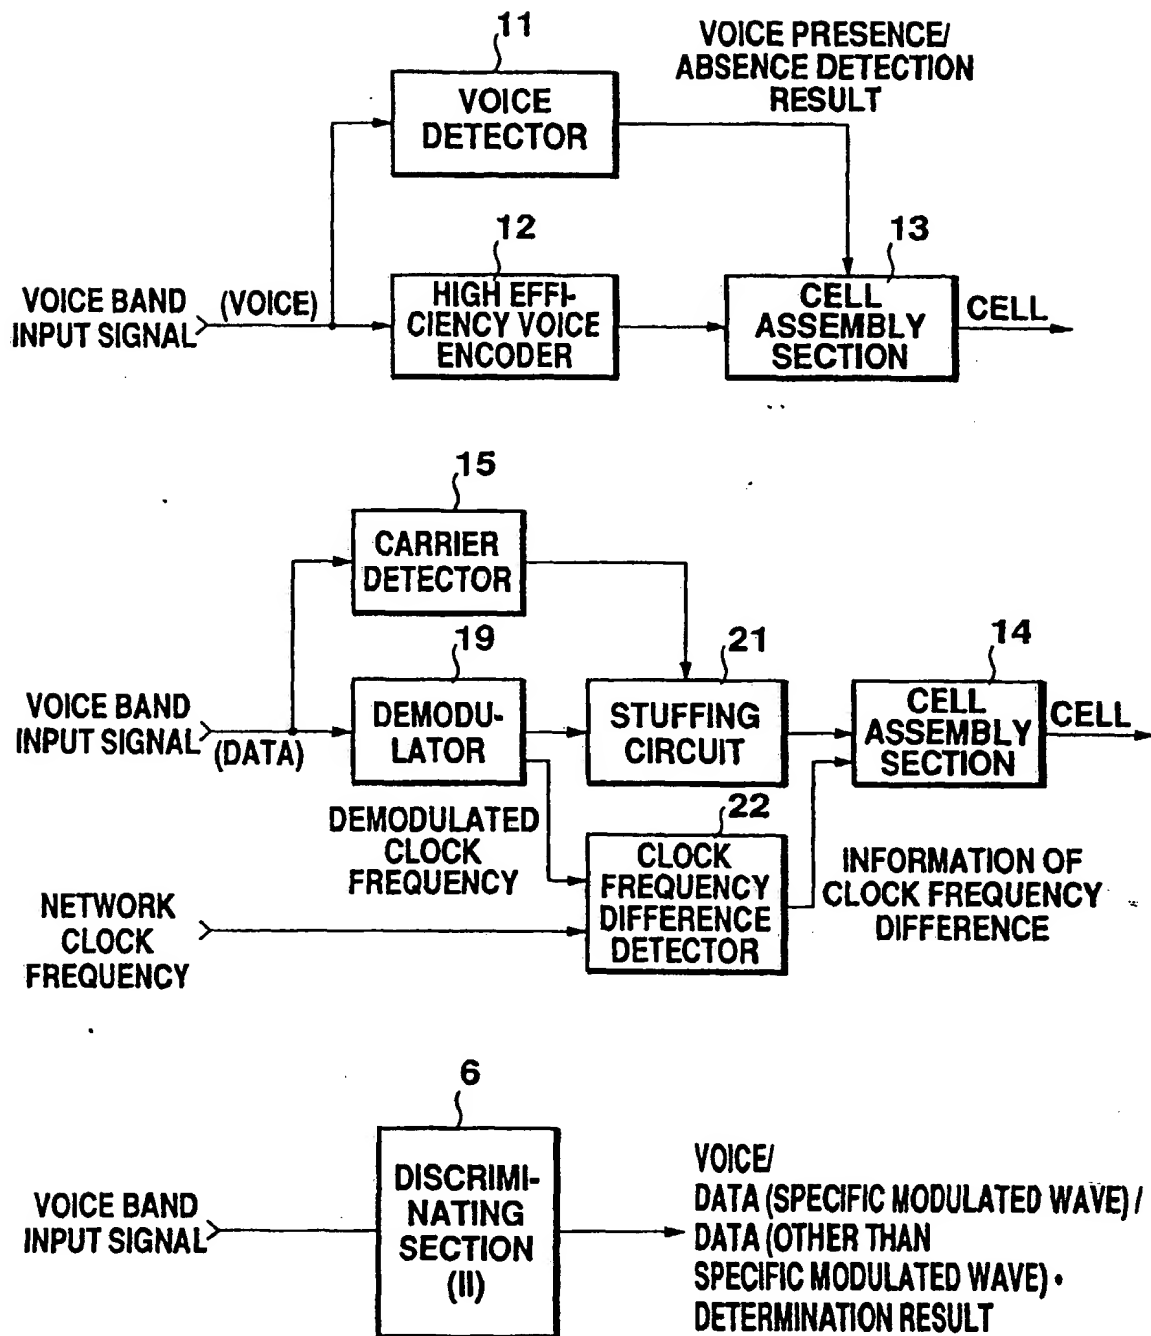 11
VOICE PRESENCE/
ABSENCE DETECTION
RESULT
VOICE
DETECTOR
12
13
VOICE BAND
INPUT SIGNAL
(VOICE)
HIGH EFFI-
CIENCY VOICE
ENCODER
CELL
ASSEMBLY
SECTION
CELL
15
CARRIER
DETECTOR
19
21
14
VOICE BAND
INPUT SIGNAL
(DATA)
DEMODU-
LATOR
STUFFING
CIRCUIT
CELL
ASSEMBLY
SECTION
CELL
DEMODULATED
CLOCK
FREQUENCY
22
CLOCK
FREQUENCY
DIFFERENCE
DETECTOR
INFORMATION OF
CLOCK FREQUENCY
DIFFERENCE
NETWORK
CLOCK
FREQUENCY
6
VOICE BAND
INPUT SIGNAL
DISCRIMI-
NATING
SECTION
(II)
VOICE/
DATA (SPECIFIC MODULATED WAVE) /
DATA (OTHER THAN
SPECIFIC MODULATED WAVE) •
DETERMINATION RESULT